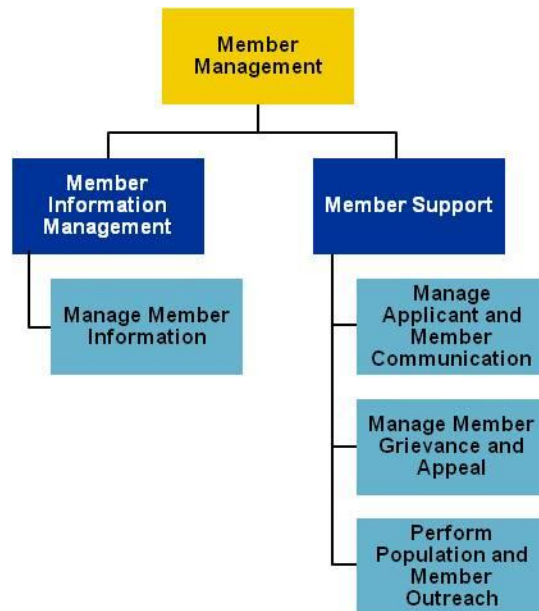 Member
Management
Member
Information
Management
Member Support
Manage Member
Information
Manage
Applicant and
Member
Communication
Manage Member
Grievance and
Appeal
Perform
Population and
Member
Outreach